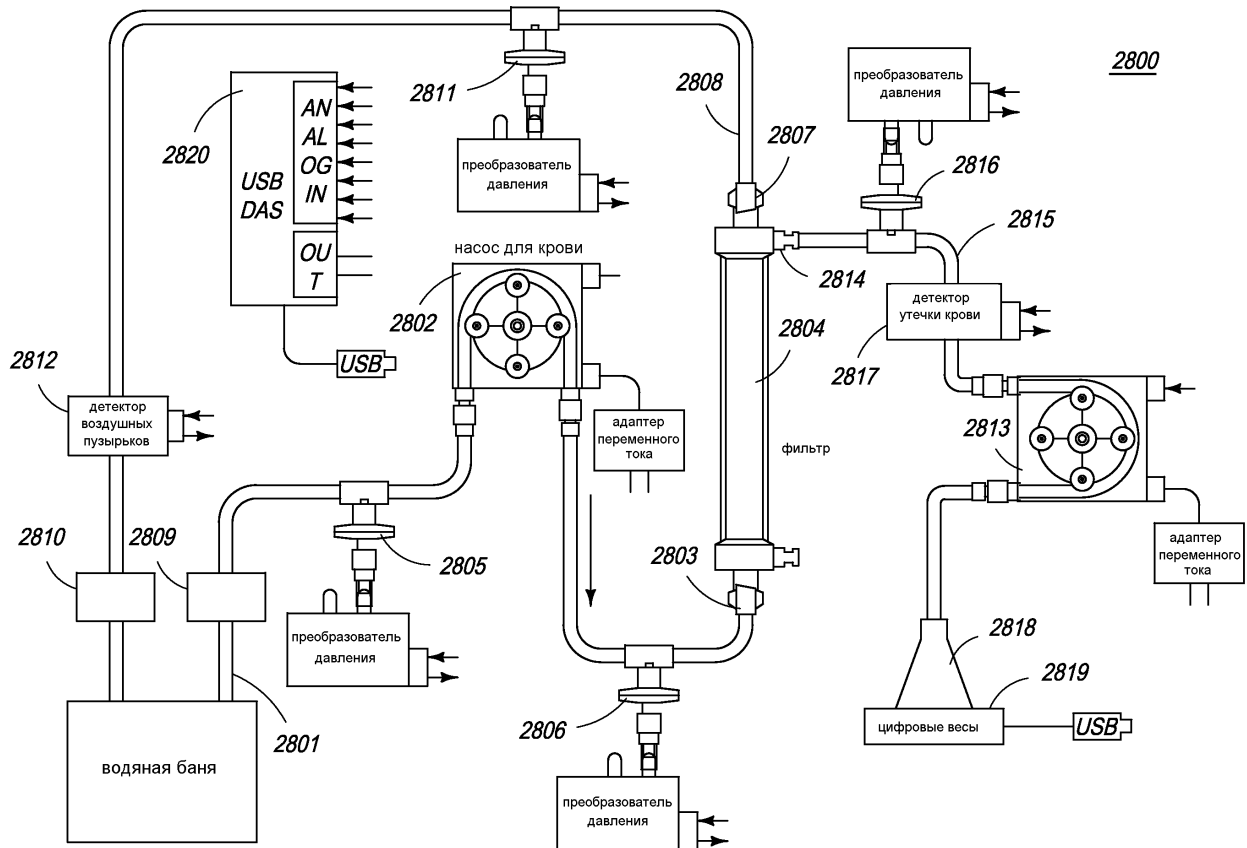 2800
2811
преобразователь
давления
2808
2807
преобразователь
давления
2816
2815
2814
2820
USB
DAS
AN
AL
OG
IN
OU
T
USB
насос для крови
2802
2804
детектор
утечки крови
2817
2812
детектор
воздушных
пузырьков
адаптер
переменного
тока
фильтр
2813
адаптер
переменного
тока
2810
2809
2805
преобразователь
давления
2803
2801
водяная баня
2806
преобразователь
давления
2818
2819
цифровые весы
USB